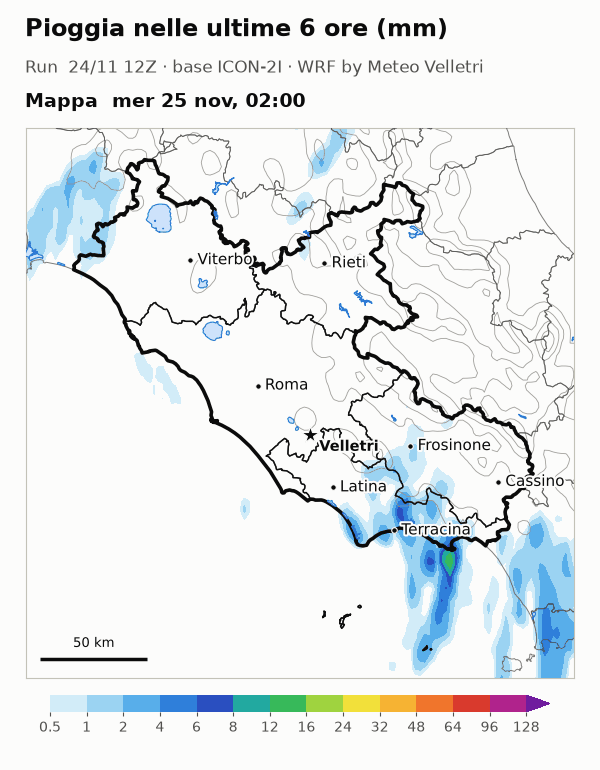 Pioggia nelle ultime 6 ore (mm)
Run 24/11 12Z · base ICON-2I · WRF by Meteo Velletri
Mappa mer 25 nov, 02:00
Viterbo
Rieti
Roma
Velletri
Frosinone
Latina
Cassino
Terracina
50 km
0.5 1 2 4 6 8 12 16 24 32 48 64 96 128